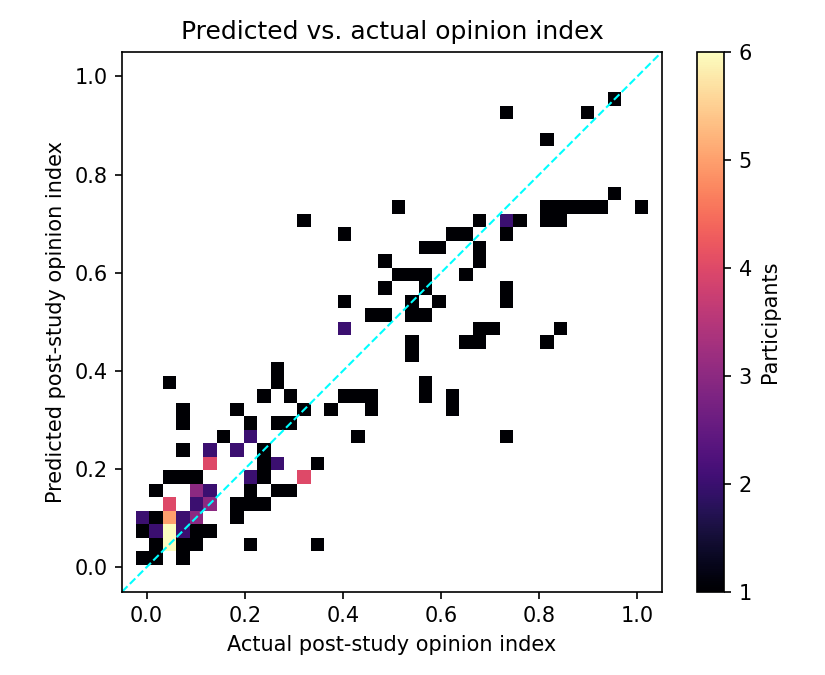 Predicted vs. actual opinion index
1.0
0.8
0.6
0.4
0.2
0.0
Predicted post-study opinion index
0.0 0.2 0.4 0.6 0.8 1.0
Actual post-study opinion index
6
5
4
3
2
1
Participants